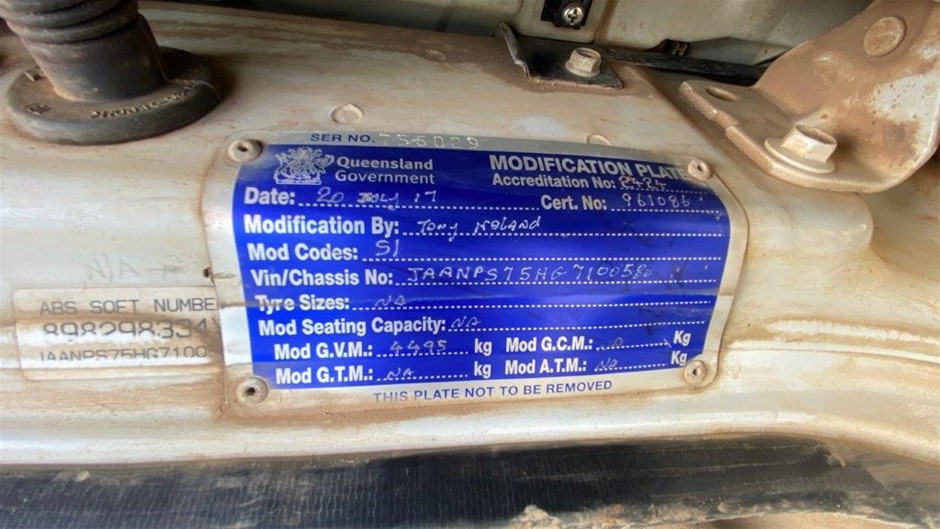 SER NO. 756029
Queensland
Government
MODIFICATION PLATE
Accreditation No: 8484
Date: 20 JULY 17
Cert. No: 961086
Modification By: Tony Noland
Mod Codes: S1
Vin/Chassis No: JAANPS75HG7100580
Tyre Sizes: NA
Mod Seating Capacity: NA
Mod G.V.M.: 4495 kg
Mod G.C.M.: NA Kg
Mod G.T.M.: NA kg
Mod A.T.M.: NA Kg
THIS PLATE NOT TO BE REMOVED
ABS SOFT NUMBE
898298334
JAANPS75HG7100